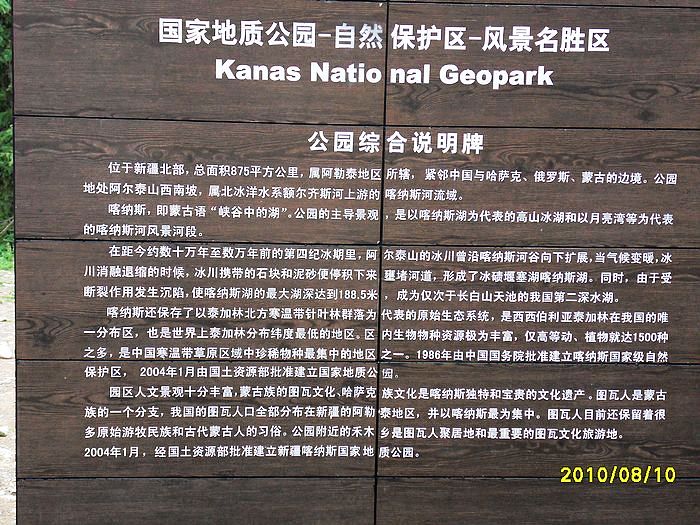 国家地质公园-自然保护区-风景名胜区
Kanas National Geopark
公园综合说明牌
位于新疆北部，总面积875平方公里，属阿勒泰地区所辖，紧邻中国与哈萨克、俄罗斯、蒙古的边境。公园
地处阿尔泰山西南坡，属北冰洋水系额尔齐斯河上游的喀纳斯河流域。
喀纳斯，即蒙古语“峡谷中的湖”。公园的主导景观，是以喀纳斯湖为代表的高山冰湖和以月亮湾等为代表
的喀纳斯河风景河段。
在距今约数十万年至数万年前的第四纪冰期里，阿尔泰山的冰川曾沿喀纳斯河谷向下扩展，当气候变暖，冰
川消融退缩的时候，冰川携带的石块和泥砂便停积下来壅堵河道，形成了冰碛堰塞湖喀纳斯湖。同时，由于受
断裂作用发生沉陷，使喀纳斯湖的最大湖深达到188.5米，成为仅次于长白山天池的我国第二深水湖。
喀纳斯还保存了以泰加林北方寒温带针叶林群落为代表的原始生态系统，是西西伯利亚泰加林在我国的唯
一分布区，也是世界上泰加林分布纬度最低的地区。区内生物物种资源极为丰富，仅高等动、植物就达1500种
之多，是中国寒温带草原区域中珍稀物种最集中的地区之一。1986年由中国国务院批准建立喀纳斯国家级自然
保护区， 2004年1月由国土资源部批准建立国家地质公园。
园区人文景观十分丰富，蒙古族的图瓦文化、哈萨克族文化是喀纳斯独特和宝贵的文化遗产。图瓦人是蒙古
族的一个分支，我国的图瓦人口全部分布在新疆的阿勒泰地区，并以喀纳斯最为集中。图瓦人目前还保留着很
多原始游牧民族和古代蒙古人的习俗。公园附近的禾木乡是图瓦人聚居地和最重要的图瓦文化旅游地。
2004年1月，经国土资源部批准建立新疆喀纳斯国家地质公园。
2010/08/10